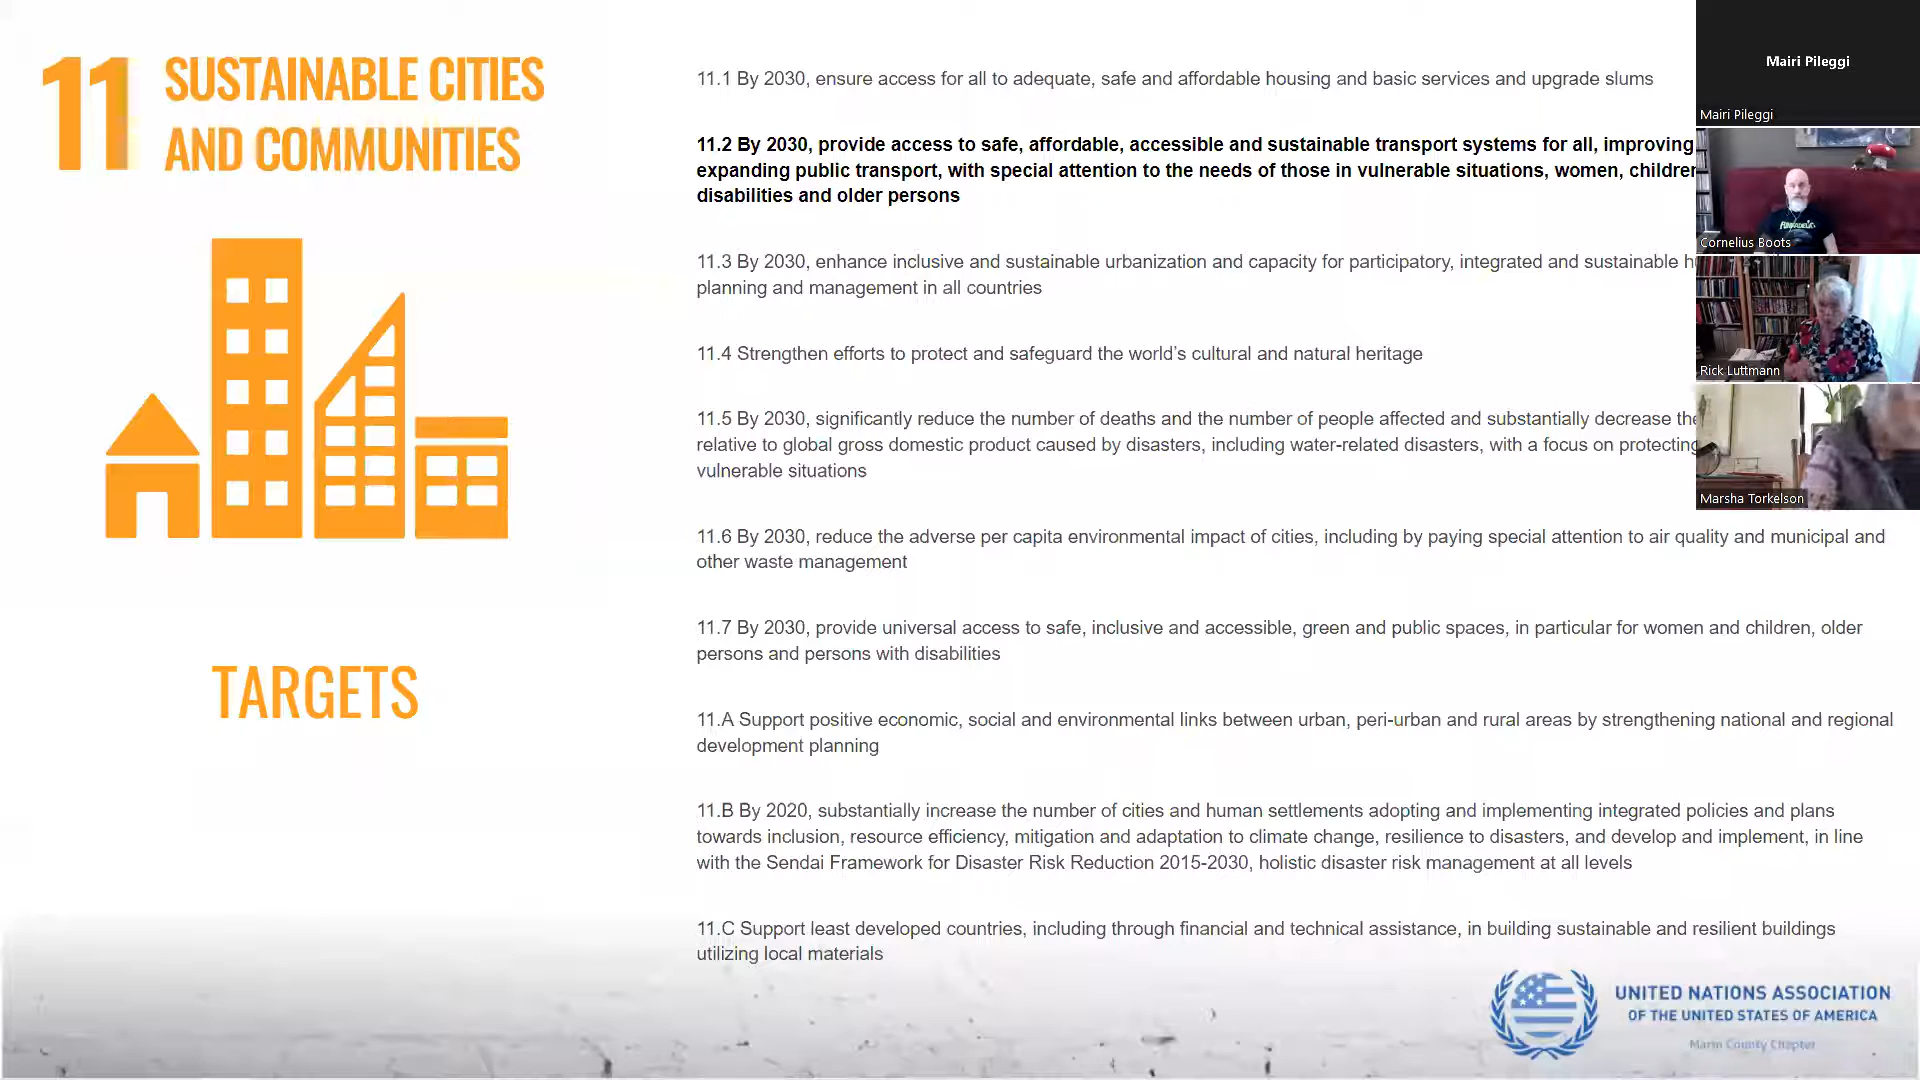 11 SUSTAINABLE CITIES
AND COMMUNITIES
TARGETS
11.1 By 2030, ensure access for all to adequate, safe and affordable housing and basic services and upgrade slums
11.2 By 2030, provide access to safe, affordable, accessible and sustainable transport systems for all, improving
expanding public transport, with special attention to the needs of those in vulnerable situations, women,
disabilities and older persons
11.3 By 2030, enhance inclusive and sustainable urbanization and capacity for participatory, integrated and sustainable
planning and management in all countries
11.4 Strengthen efforts to protect and safeguard the world’s cultural and natural heritage
11.5 By 2030, significantly reduce the number of deaths and the number of people affected and substantially decrease
relative to global gross domestic product caused by disasters, including water-related disasters, with a focus on protecting
vulnerable situations
11.6 By 2030, reduce the adverse per capita environmental impact of cities, including by paying special attention to air quality and municipal and
other waste management
11.7 By 2030, provide universal access to safe, inclusive and accessible, green and public spaces, in particular for women and children, older
persons and persons with disabilities
11.A Support positive economic, social and environmental links between urban, peri-urban and rural areas by strengthening national and regional
development planning
11.B By 2020, substantially increase the number of cities and human settlements adopting and implementing integrated policies and plans
towards inclusion, resource efficiency, mitigation and adaptation to climate change, resilience to disasters, and develop and implement, in line
with the Sendai Framework for Disaster Risk Reduction 2015-2030, holistic disaster risk management at all levels
11.C Support least developed countries, including through financial and technical assistance, in building sustainable and resilient buildings
utilizing local materials
UNITED NATIONS ASSOCIATION
OF THE UNITED STATES OF AMERICA
Marin County Chapter
Mairi Pileggi
Mairi Pileggi
FUNKADELIC
Cornelius Boots
Rick Luttmann
Marsha Torkelson